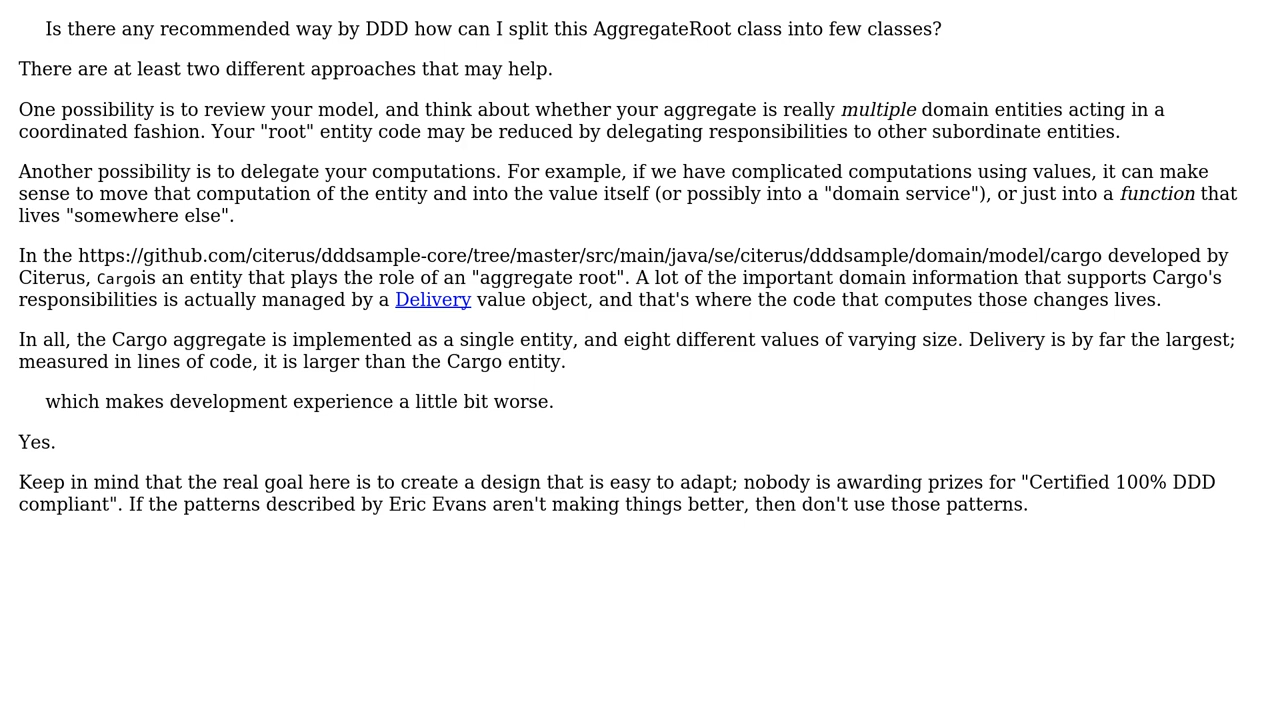 Is there any recommended way by DDD how can I split this AggregateRoot class into few classes?
There are at least two different approaches that may help.
One possibility is to review your model, and think about whether your aggregate is really multiple domain entities acting in a
coordinated fashion. Your "root" entity code may be reduced by delegating responsibilities to other subordinate entities.
Another possibility is to delegate your computations. For example, if we have complicated computations using values, it can make
sense to move that computation of the entity and into the value itself (or possibly into a "domain service"), or just into a function that
lives "somewhere else".
In the https://github.com/citerus/dddsample-core/tree/master/src/main/java/se/citerus/dddsample/domain/model/cargo developed by
Citerus, Cargois an entity that plays the role of an "aggregate root". A lot of the important domain information that supports Cargo's
responsibilities is actually managed by a Delivery value object, and that's where the code that computes those changes lives.
In all, the Cargo aggregate is implemented as a single entity, and eight different values of varying size. Delivery is by far the largest;
measured in lines of code, it is larger than the Cargo entity.
which makes development experience a little bit worse.
Yes.
Keep in mind that the real goal here is to create a design that is easy to adapt; nobody is awarding prizes for "Certified 100% DDD
compliant". If the patterns described by Eric Evans aren't making things better, then don't use those patterns.